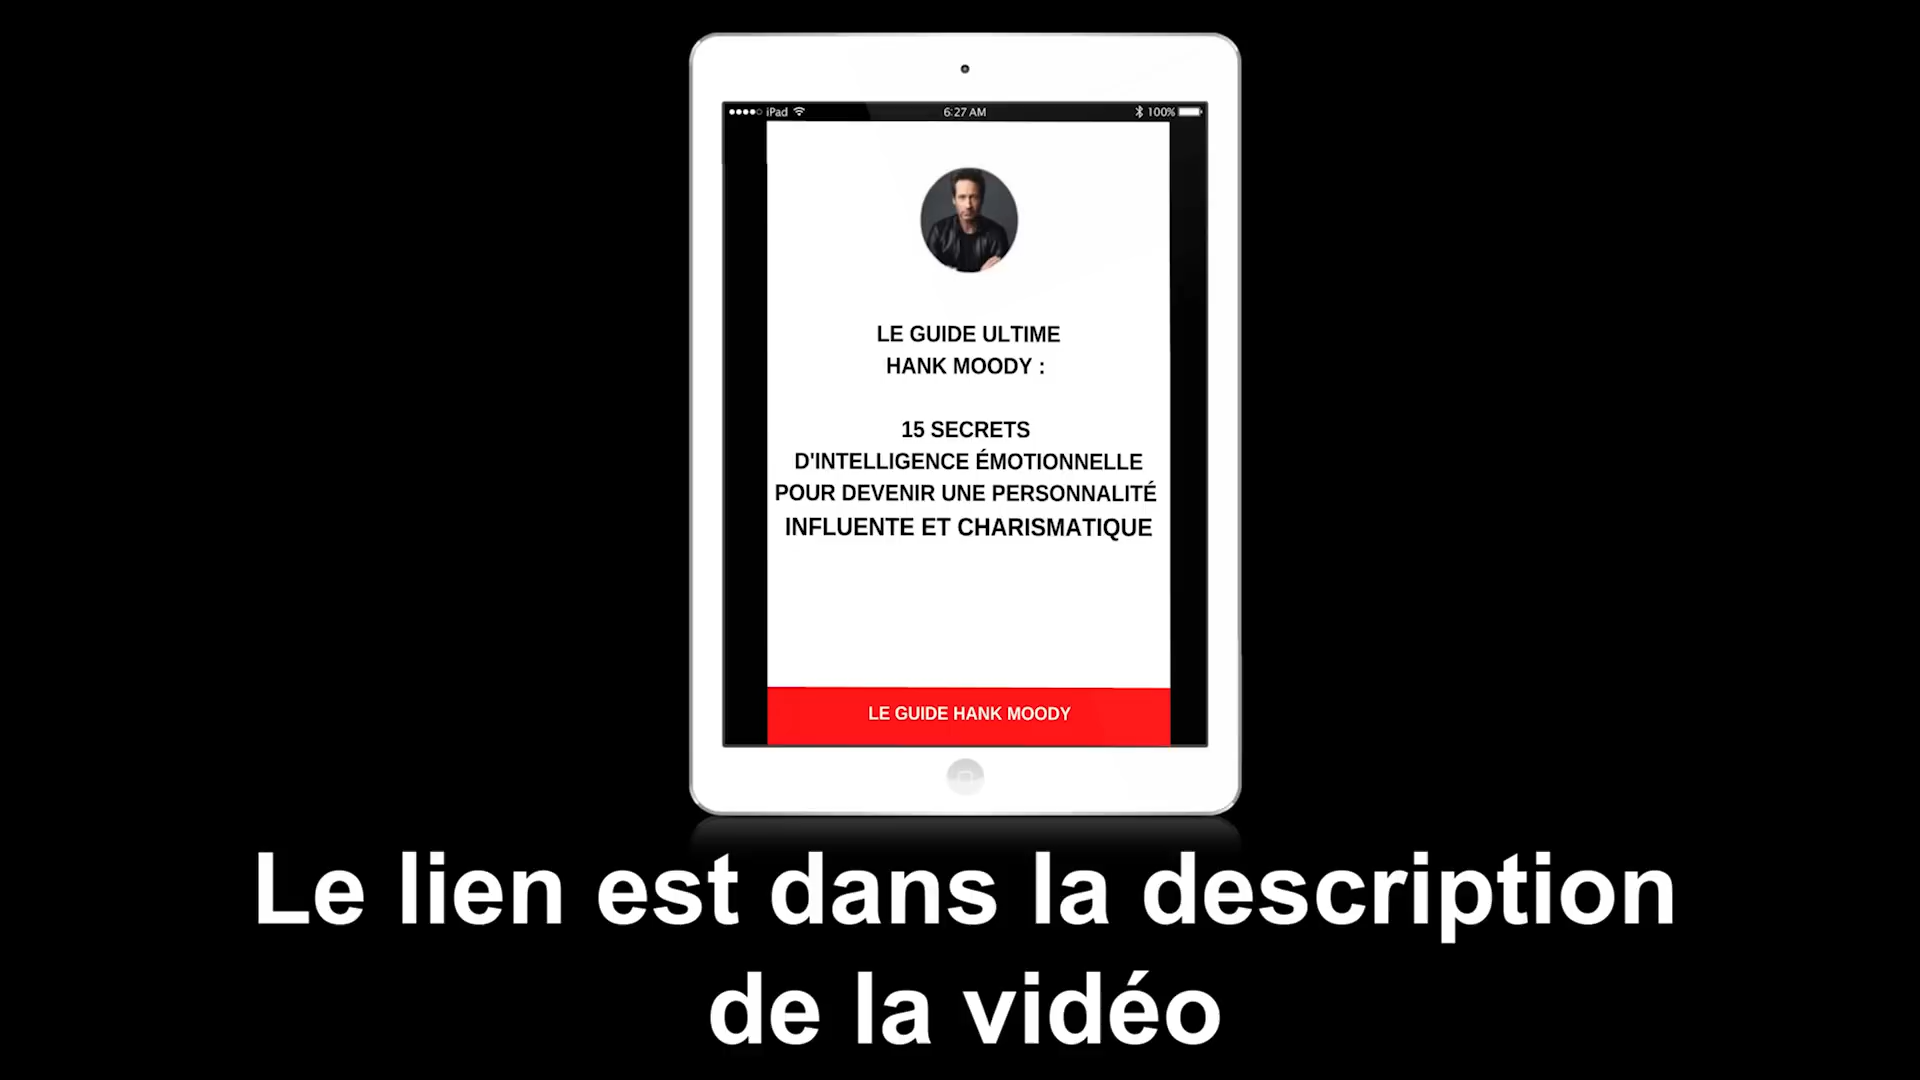 iPad 6:27 AM 100%
LE GUIDE ULTIME
HANK MOODY :
15 SECRETS
D'INTELLIGENCE ÉMOTIONNELLE
POUR DEVENIR UNE PERSONNALITÉ
INFLUENTE ET CHARISMATIQUE
LE GUIDE HANK MOODY
Le lien est dans la description
de la vidéo